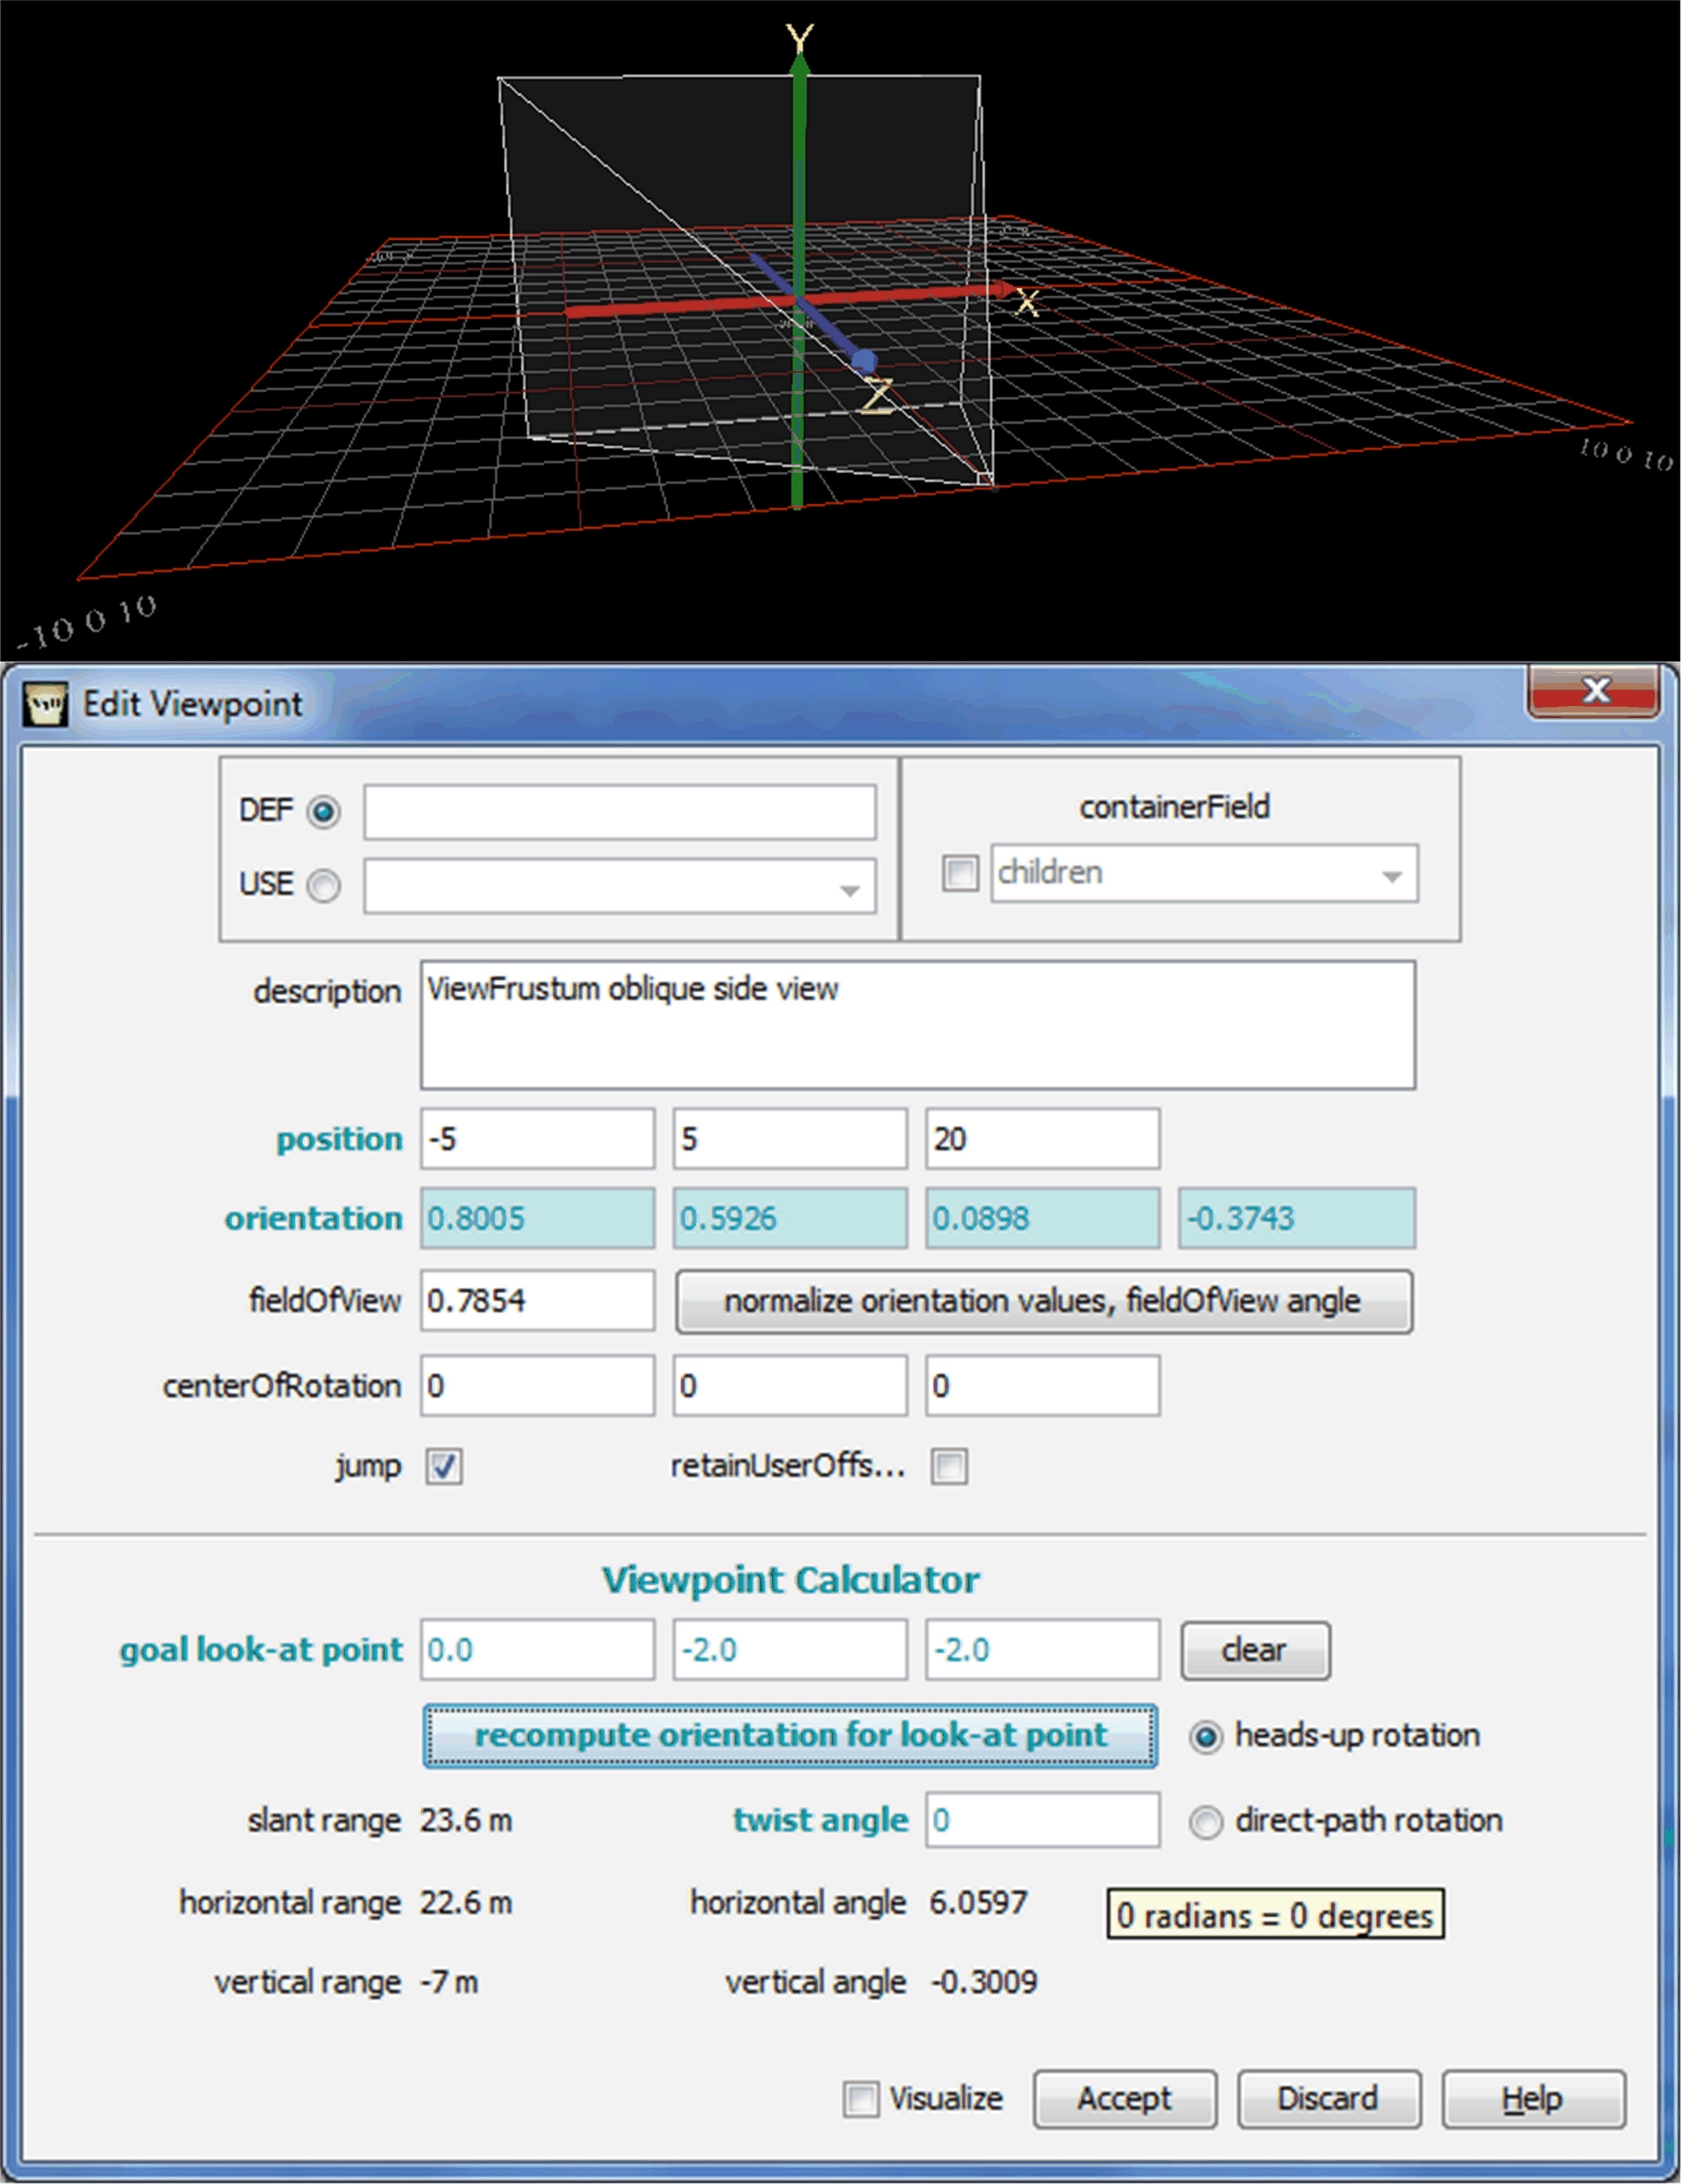 Y
X
Z
10 0 10
-10 0 10
Edit Viewpoint
DEF
containerField
USE
children
description
ViewFrustum oblique side view
position -5 5 20
orientation 0.8005 0.5926 0.0898 -0.3743
fieldOfView 0.7854 normalize orientation values, fieldOfView angle
centerOfRotation 0 0 0
jump retainUserOffs...
Viewpoint Calculator
goal look-at point 0.0 -2.0 -2.0 clear
recompute orientation for look-at point heads-up rotation
slant range 23.6 m twist angle 0 direct-path rotation
horizontal range 22.6 m horizontal angle 6.0597 0 radians = 0 degrees
vertical range -7 m vertical angle -0.3009
Visualize Accept Discard Help